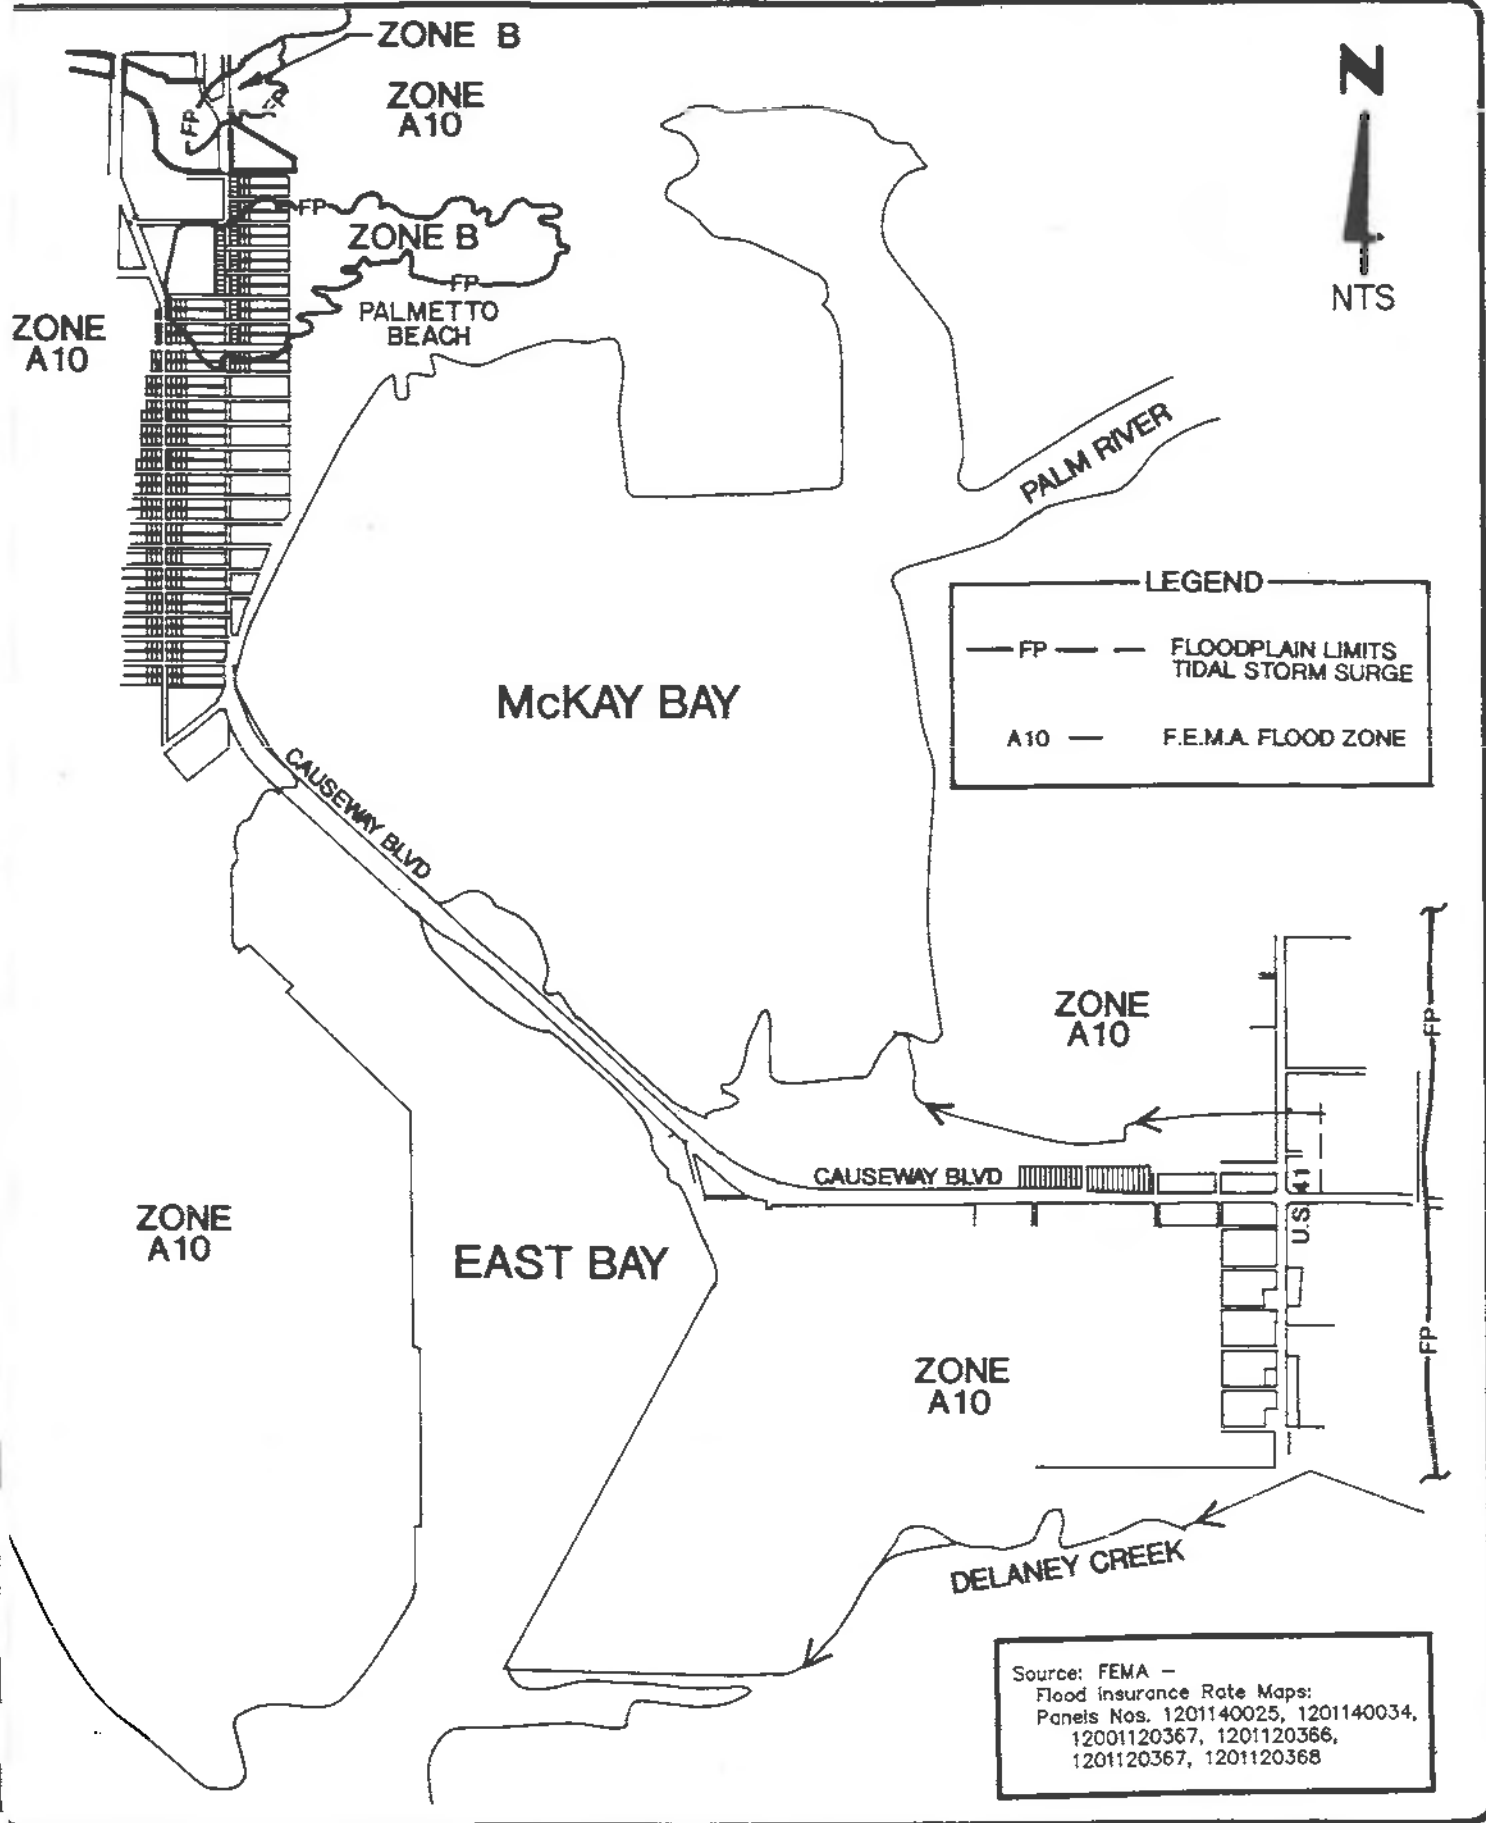 ZONE B
N
ZONE
A10
FP
FP
FP
ZONE B
FP
NTS
PALMETTO
BEACH
ZONE
A10
PALM RIVER
LEGEND
FP FLOODPLAIN LIMITS
TIDAL STORM SURGE
A10 F.E.M.A. FLOOD ZONE
McKAY BAY
CAUSEWAY BLVD
ZONE
A10
FP
CAUSEWAY BLVD
U.S. 41
ZONE
A10
EAST BAY
FP
ZONE
A10
DELANEY CREEK
Source: FEMA -
Flood Insurance Rate Maps:
Panels Nos. 1201140025, 1201140034,
12001120367, 1201120366,
1201120367, 1201120368